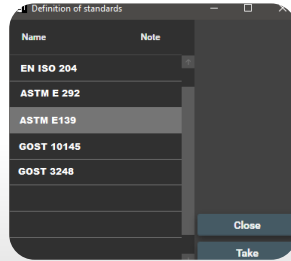 Definition of standards
Name Note
EN ISO 204
ASTM E 292
ASTM E139
GOST 10145
GOST 3248
Close
Take